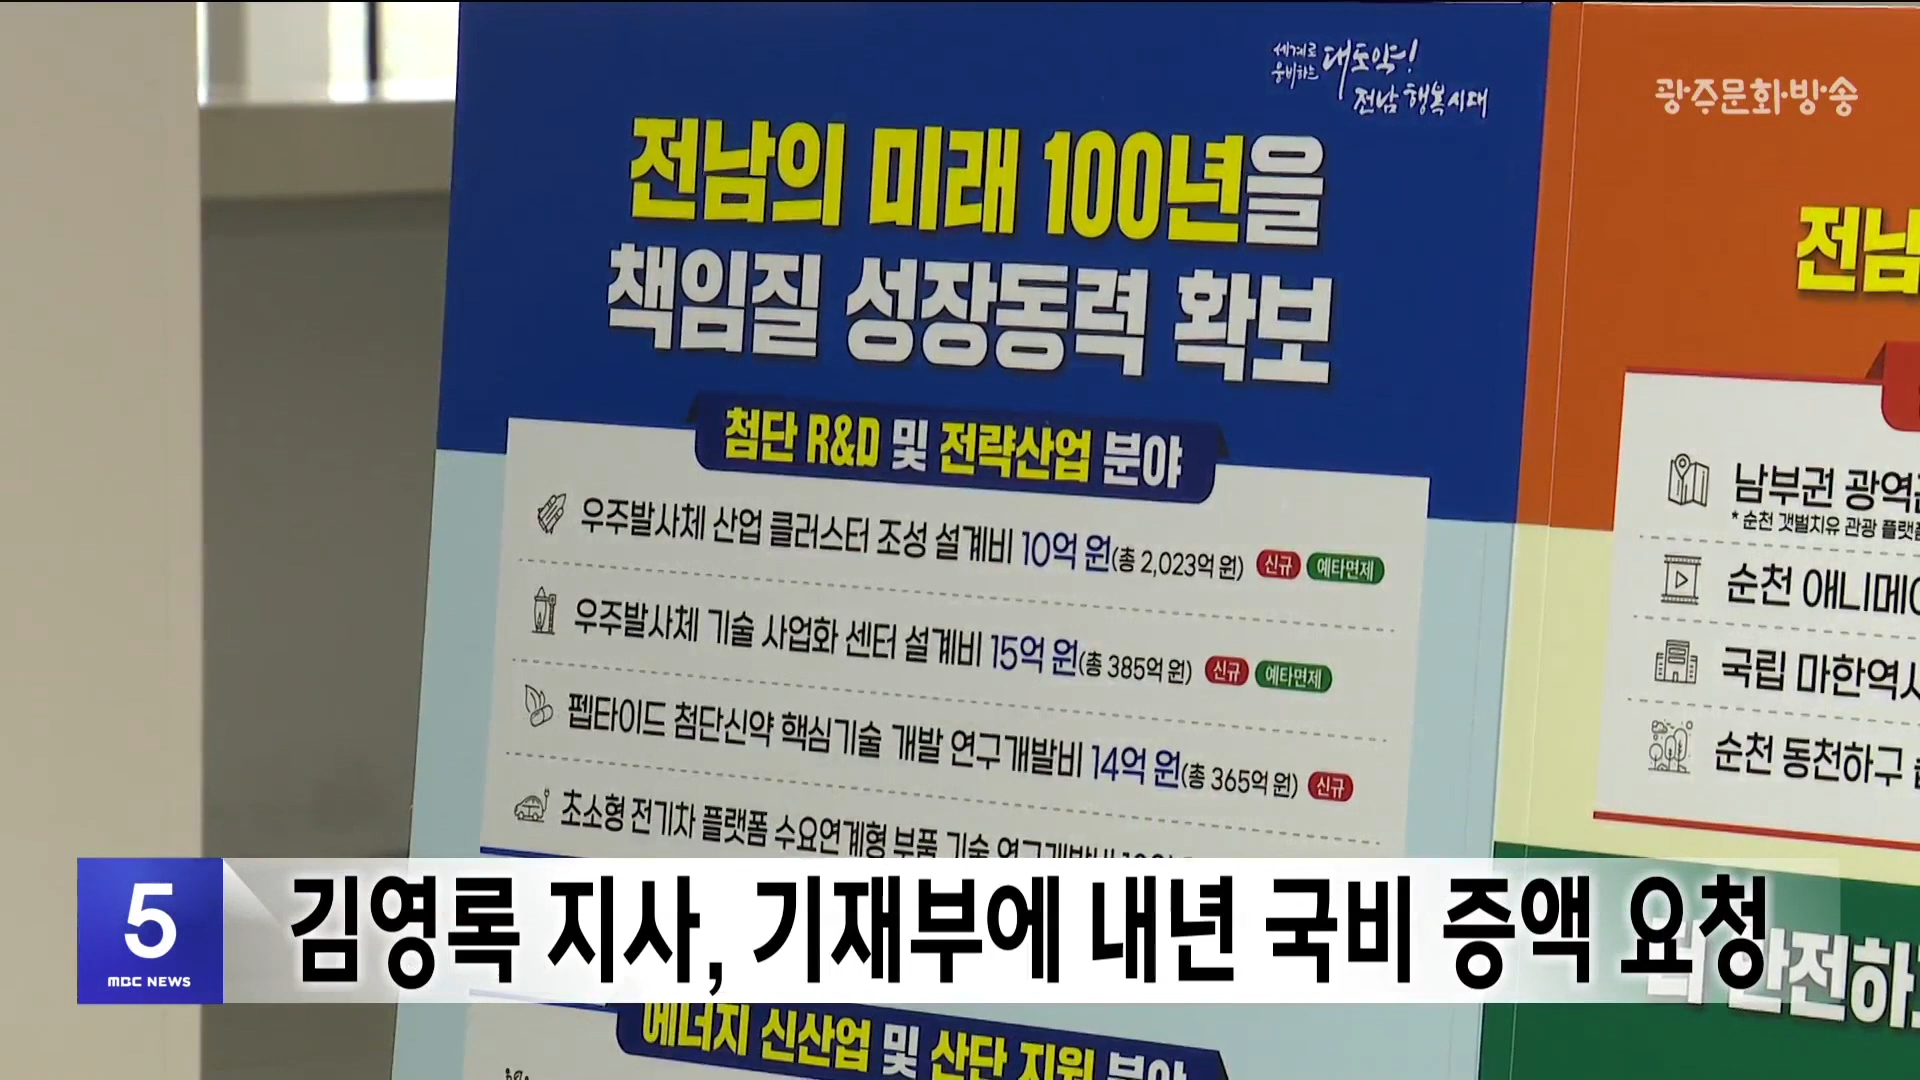 세계로
웅비하는
대도약!
전남 행복시대
광주문화방송
전남의 미래 100년을
책임질 성장동력 확보
첨단 R&D 및 전략산업 분야
우주발사체 산업 클러스터 조성 설계비 10억 원(총 2,023억 원) 신규 예타면제
우주발사체 기술 사업화 센터 설계비 15억 원(총 385억 원) 신규 예타면제
펩타이드 첨단신약 핵심기술 개발 연구개발비 14억 원(총 365억 원) 신규
초소형 전기차 플랫폼 수요연계형 부품 기술 연구개발비
에너지 신산업 및 산단 지원 분야
전남
남부권 광역
* 순천 갯벌치유 관광 플랫폼
순천 애니메이
국립 마한역사
순천 동천하구
안전하
5
MBC NEWS
김영록 지사, 기재부에 내년 국비 증액 요청